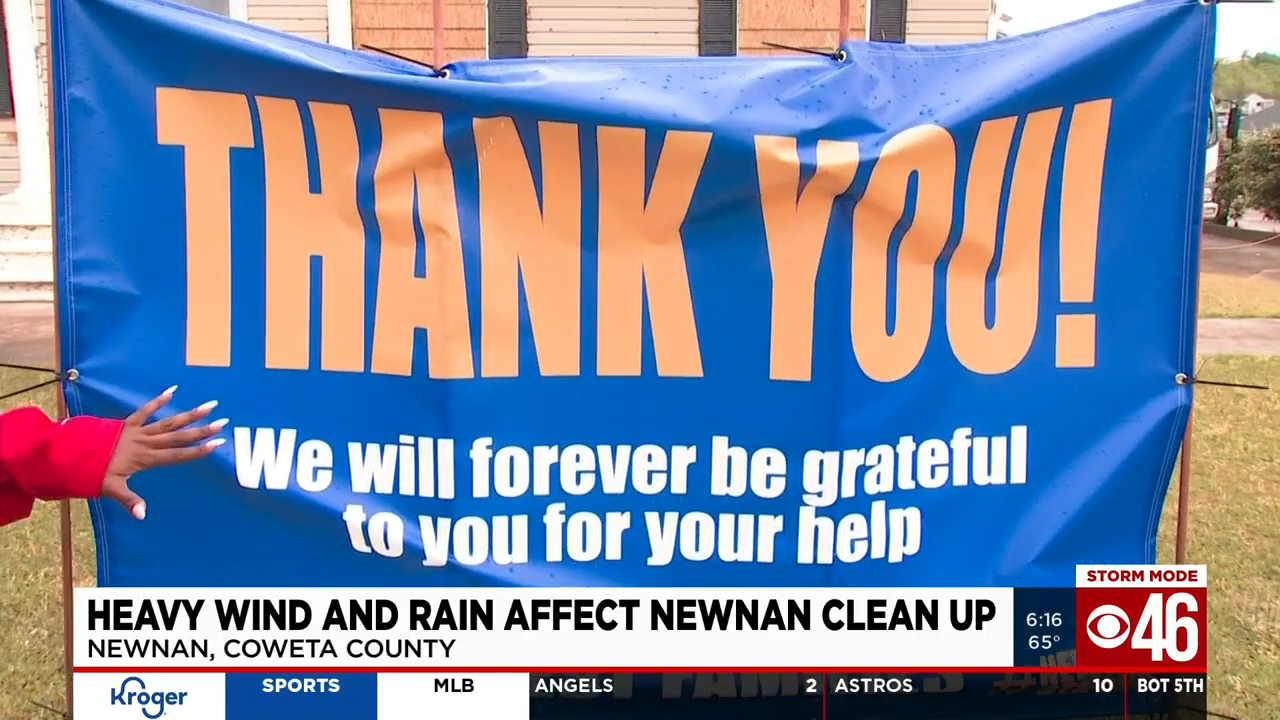 THANK YOU!
We will forever be grateful
to you for your help
STORM MODE
HEAVY WIND AND RAIN AFFECT NEWNAN CLEAN UP
NEWNAN, COWETA COUNTY
6:16
65°
46
Kroger
SPORTS
MLB
ANGELS 2
ASTROS 10
BOT 5TH